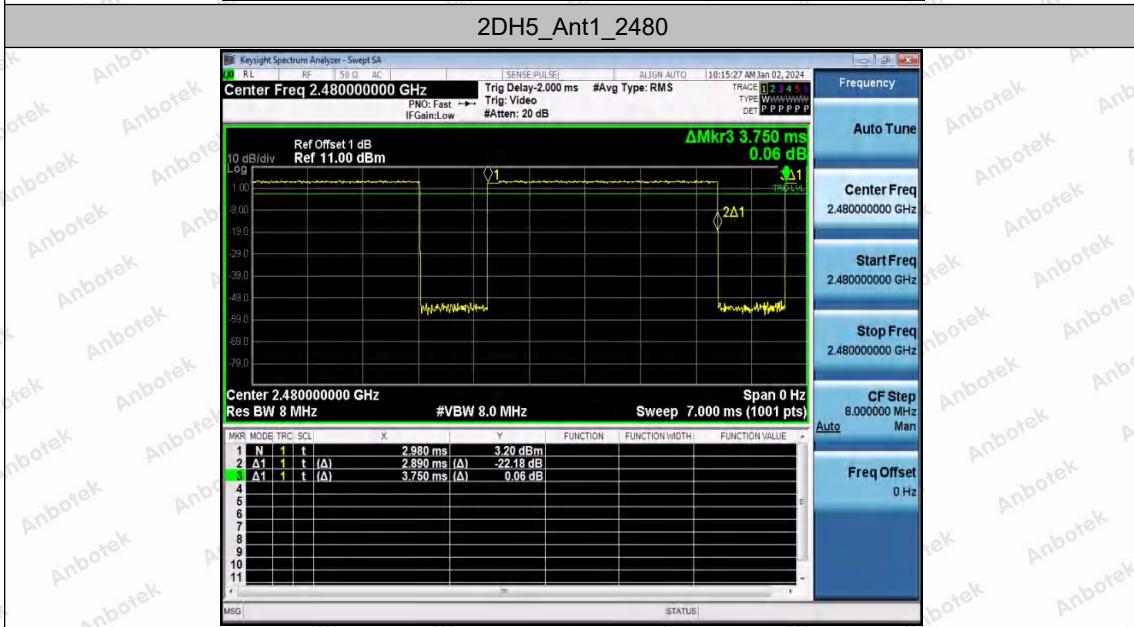 2DH5_Ant1_2480
Keysight Spectrum Analyzer - Swept SA
RL RF 50 Ω AC SENSE:PULSE ALIGN AUTO 10:15:27 AM Jan 02, 2024
Center Freq 2.480000000 GHz
PNO: Fast
IFGain:Low
Trig Delay-2.000 ms
Trig: Video
#Atten: 20 dB
#Avg Type: RMS
TRACE 1 2 3 4 5 6
TYPE WWWWWW
DET P P P P P P
ΔMkr3 3.750 ms
0.06 dB
Ref Offset 1 dB
10 dB/div Ref 11.00 dBm
Log
1.00
-9.00
-19.0
-29.0
-39.0
-49.0
-59.0
-69.0
-79.0
1
2Δ1
3Δ1
TRIG LVL
Center 2.480000000 GHz Span 0 Hz
Res BW 8 MHz #VBW 8.0 MHz Sweep 7.000 ms (1001 pts)
MKR MODE TRC SCL X Y FUNCTION FUNCTION WIDTH FUNCTION VALUE
1 N 1 t 2.980 ms 3.20 dBm
2 Δ1 1 t (Δ) 2.890 ms (Δ) -22.18 dB
3 Δ1 1 t (Δ) 3.750 ms (Δ) 0.06 dB
4
5
6
7
8
9
10
11
MSG STATUS
Frequency
Auto Tune
Center Freq
2.480000000 GHz
Start Freq
2.480000000 GHz
Stop Freq
2.480000000 GHz
CF Step
8.000000 MHz
Auto Man
Freq Offset
0 Hz
Anbotek